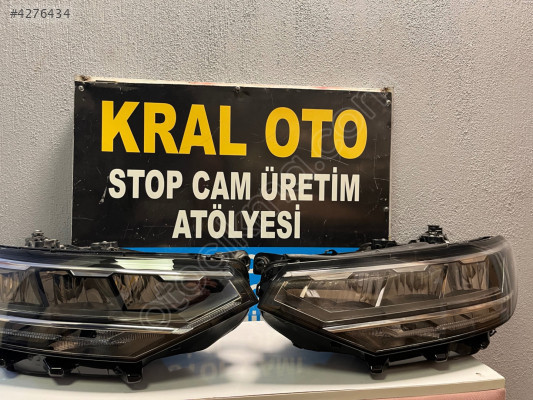 #4276434
KRAL OTO
STOP CAM ÜRETİM
ATÖLYESİ